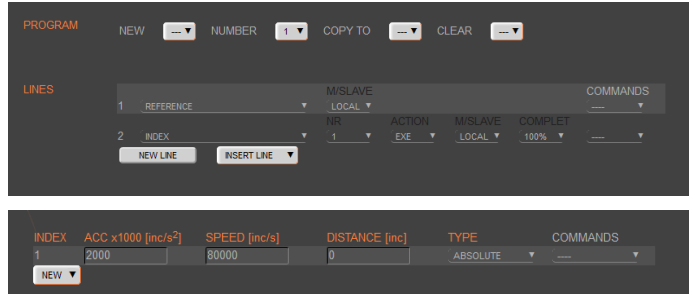 PROGRAM NEW --- NUMBER 1 COPY TO --- CLEAR ---
LINES M/SLAVE COMMANDS
1 REFERENCE LOCAL ----
NR ACTION M/SLAVE COMPLET
2 INDEX 1 EXE LOCAL 100% ----
NEW LINE INSERT LINE
INDEX ACC x1000 [inc/s²] SPEED [inc/s] DISTANCE [inc] TYPE COMMANDS
1 2000 80000 0 ABSOLUTE ----
NEW